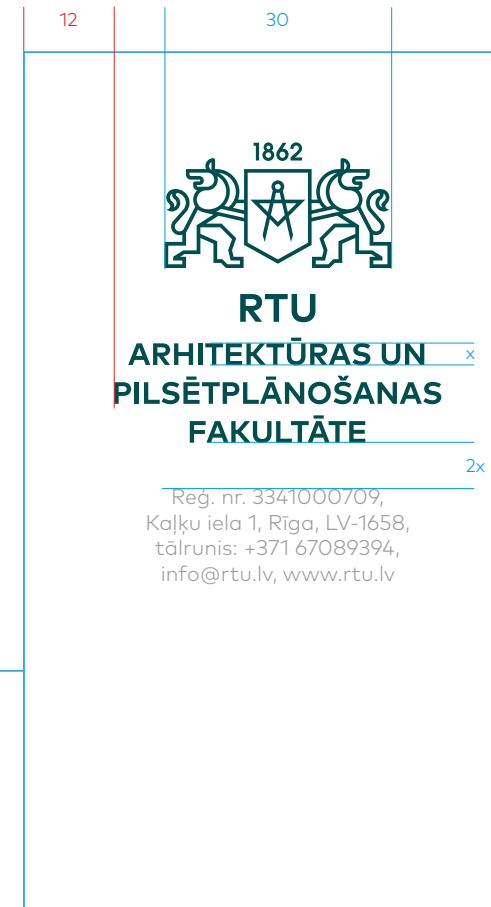 12
30
1862
RTU
ARHITEKTŪRAS UN
x
PILSĒTPLĀNOŠANAS
FAKULTĀTE
2x
Reģ. nr. 3341000709,
Kaļķu iela 1, Rīga, LV-1658,
tālrunis: +371 67089394,
info@rtu.lv, www.rtu.lv